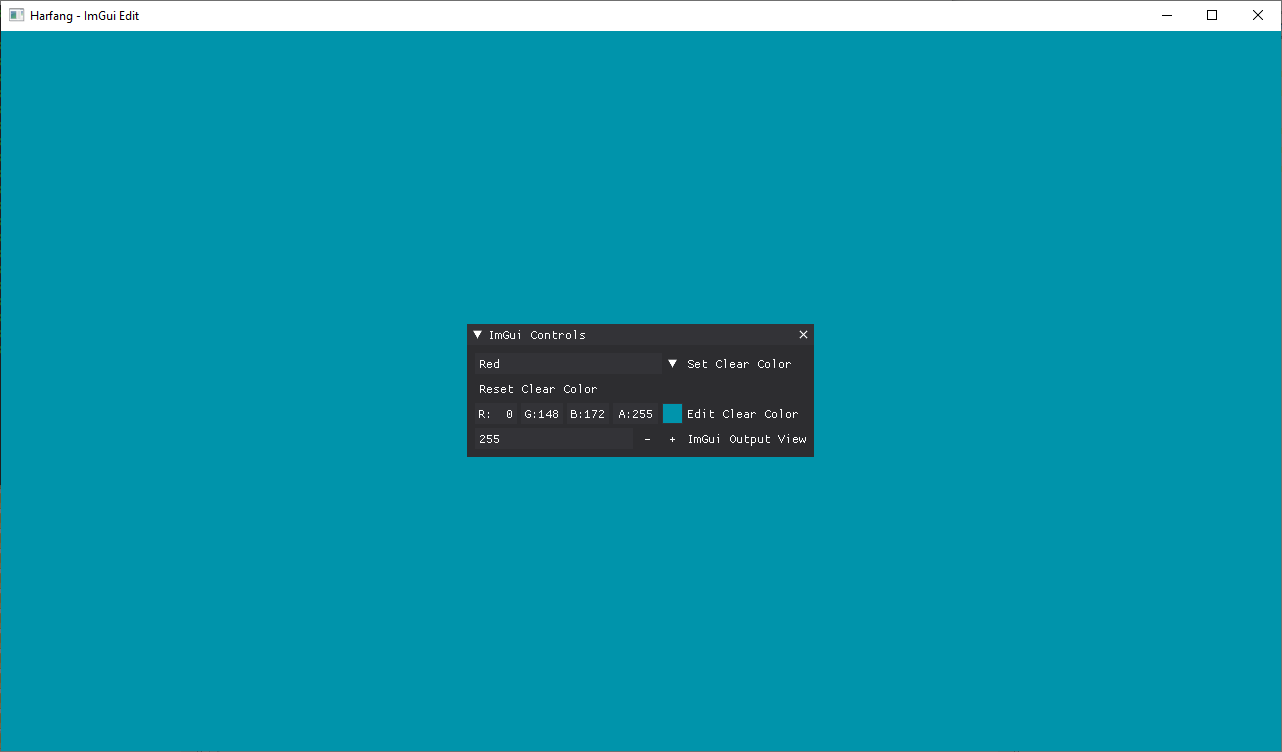 Harfang - ImGui Edit
ImGui Controls
Red Set Clear Color
Reset Clear Color
R: 0 G:148 B:172 A:255 Edit Clear Color
255 - + ImGui Output View